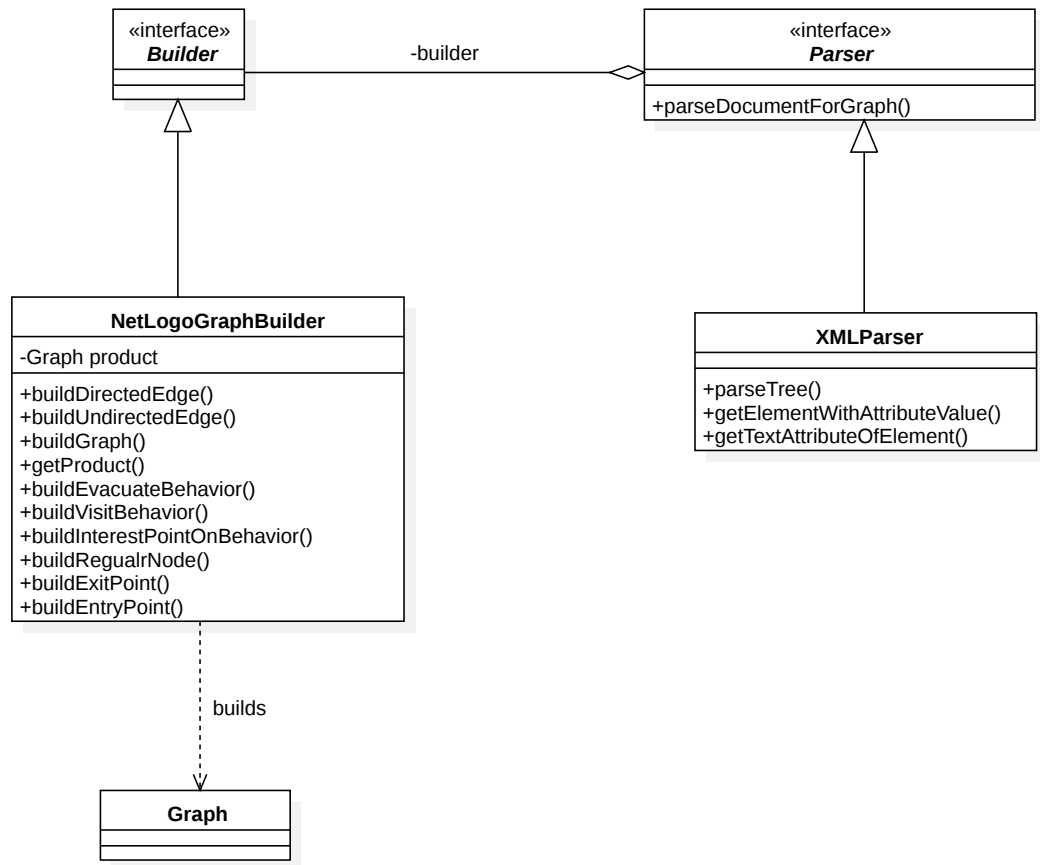 «interface»
Builder
-builder
«interface»
Parser
+parseDocumentForGraph()
NetLogoGraphBuilder
-Graph product
+buildDirectedEdge()
+buildUndirectedEdge()
+buildGraph()
+getProduct()
+buildEvacuateBehavior()
+buildVisitBehavior()
+buildInterestPointOnBehavior()
+buildRegualrNode()
+buildExitPoint()
+buildEntryPoint()
XMLParser
+parseTree()
+getElementWithAttributeValue()
+getTextAttributeOfElement()
builds
Graph